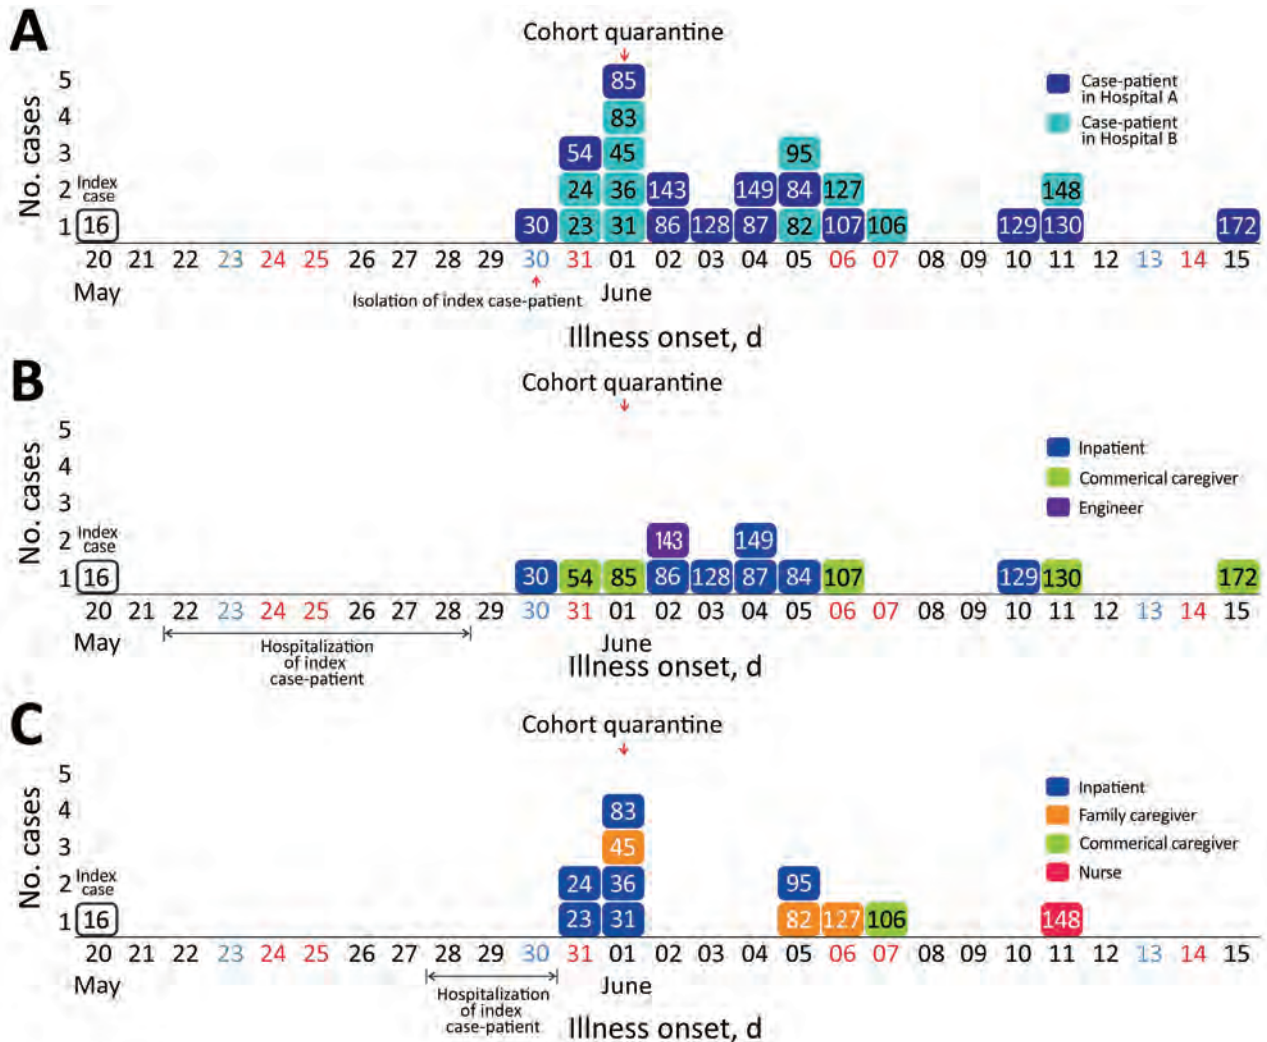 A
Cohort quarantine
5
4
3
2
1
No. cases
Index
case
16
30
54
24
23
85
83
45
36
31
143
86
128
149
87
95
84
82
127
107
106
129
148
130
172
Case-patient
in Hospital A
Case-patient
in Hospital B
20 21 22 23 24 25 26 27 28 29 30 31 01 02 03 04 05 06 07 08 09 10 11 12 13 14 15
May
June
Isolation of index case-patient
Illness onset, d
B
Cohort quarantine
5
4
3
2
1
No. cases
Index
case
16
30
54
85
143
86
128
149
87
84
107
129
130
172
Inpatient
Commerical caregiver
Engineer
20 21 22 23 24 25 26 27 28 29 30 31 01 02 03 04 05 06 07 08 09 10 11 12 13 14 15
May
June
Hospitalization
of index
case-patient
Illness onset, d
C
Cohort quarantine
5
4
3
2
1
No. cases
Index
case
16
24
23
83
45
36
31
95
82
127
106
148
Inpatient
Family caregiver
Commerical caregiver
Nurse
20 21 22 23 24 25 26 27 28 29 30 31 01 02 03 04 05 06 07 08 09 10 11 12 13 14 15
May
June
Hospitalization
of index
case-patient
Illness onset, d